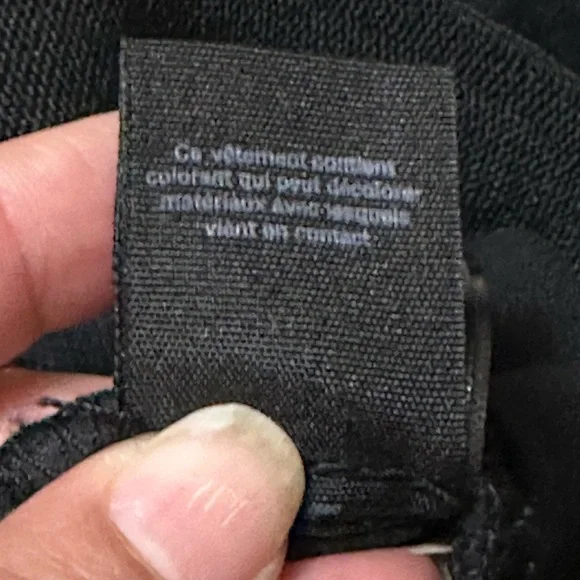 Ce vêtement contient
colorant qui peut décolorer
matériaux avec lesquels
vient en contact